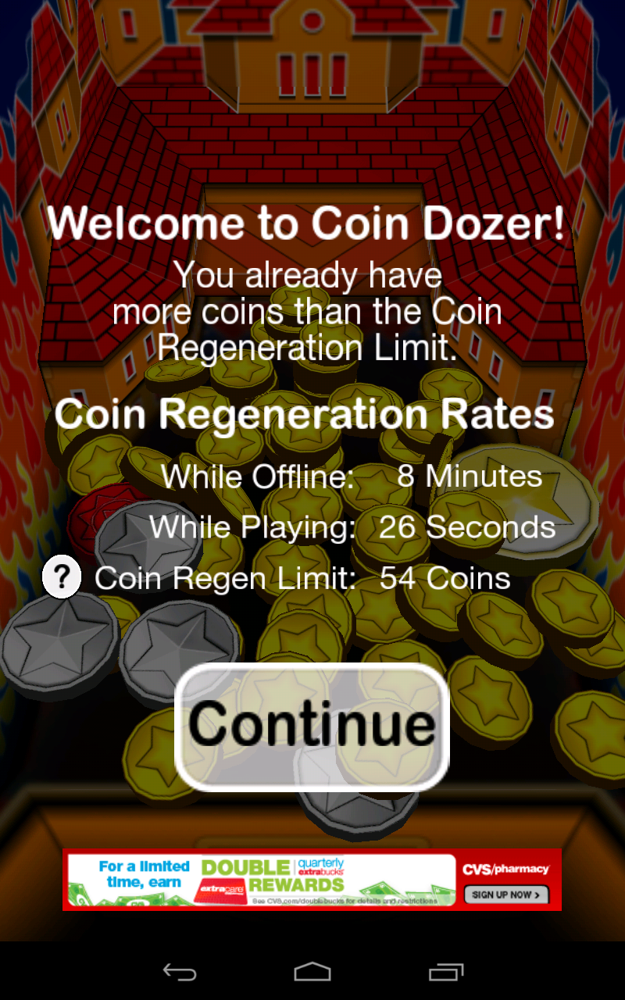 Welcome to Coin Dozer!
You already have
more coins than the Coin
Regeneration Limit.
Coin Regeneration Rates
While Offline: 8 Minutes
While Playing: 26 Seconds
? Coin Regen Limit: 54 Coins
Continue
For a limited
time, earn
DOUBLE quarterly
extrabucks
extracare REWARDS
See CVS.com/doublebucks for details and restrictions
CVS/pharmacy
SIGN UP NOW >